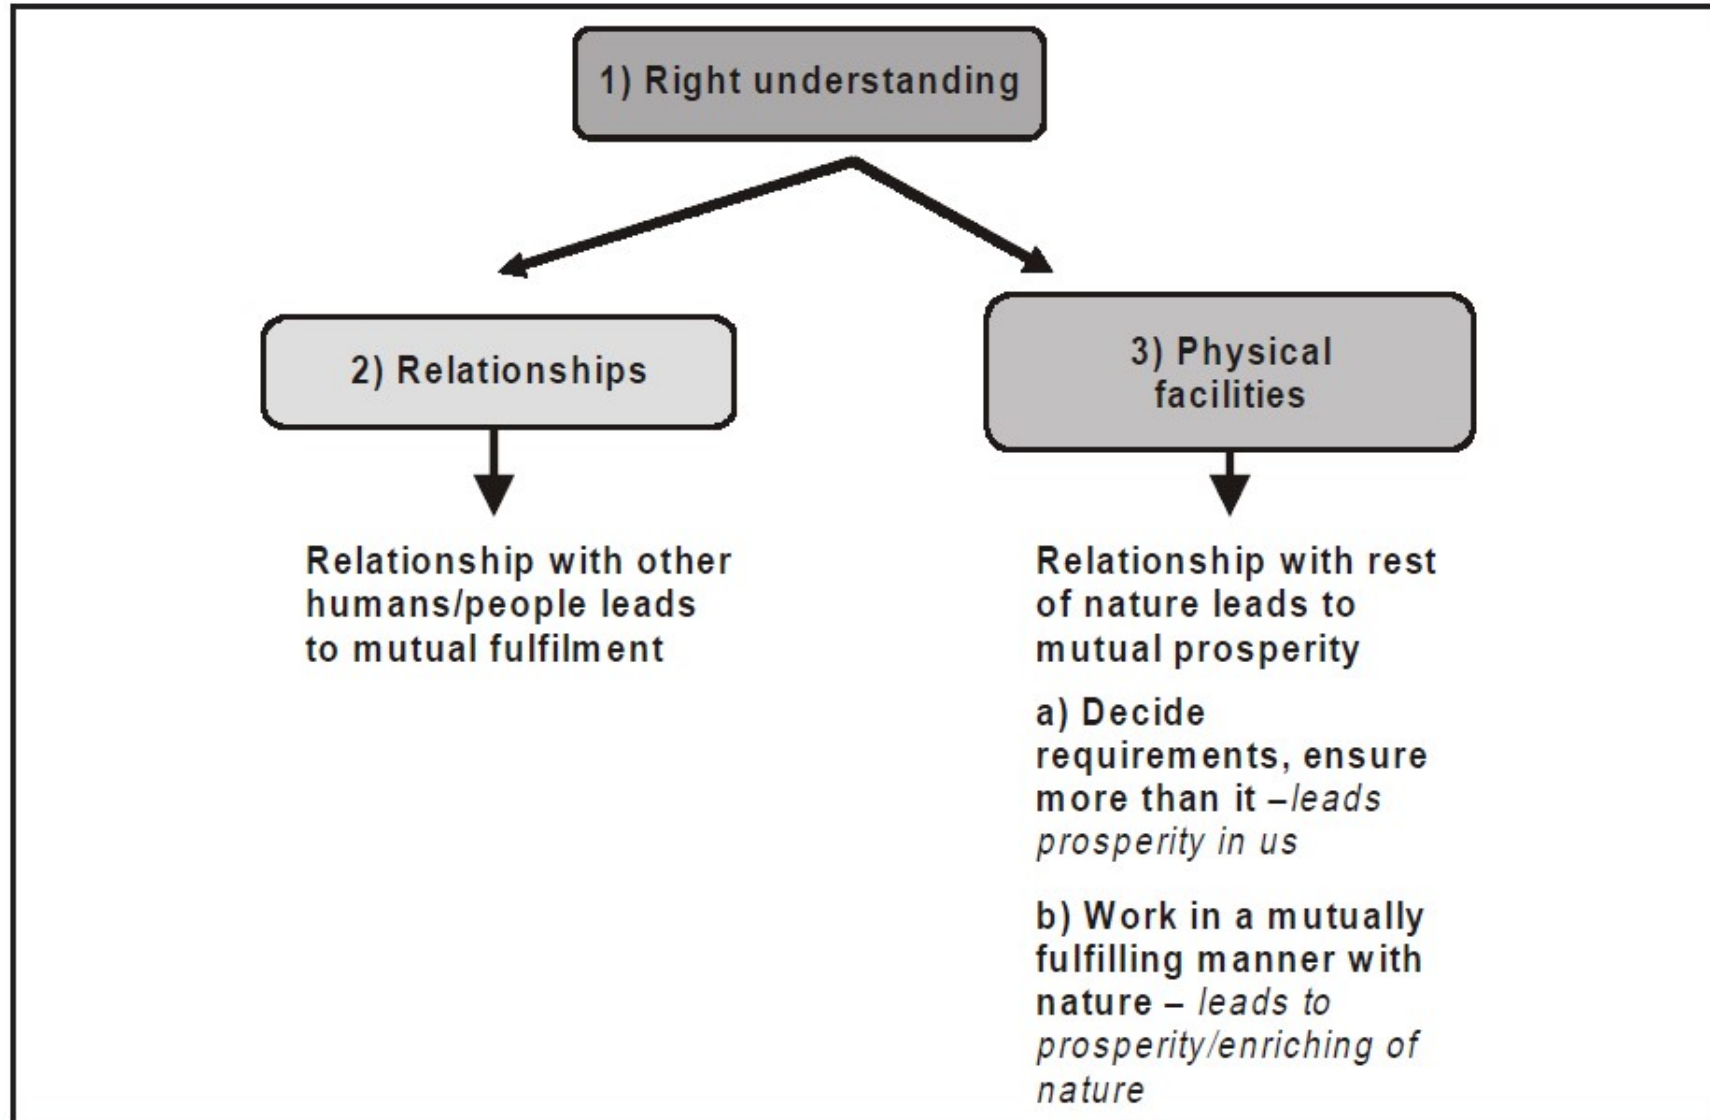 1) Right understanding
2) Relationships
3) Physical
facilities
Relationship with other
humans/people leads
to mutual fulfilment
Relationship with rest
of nature leads to
mutual prosperity
a) Decide
requirements, ensure
more than it –leads
prosperity in us
b) Work in a mutually
fulfilling manner with
nature – leads to
prosperity/enriching of
nature